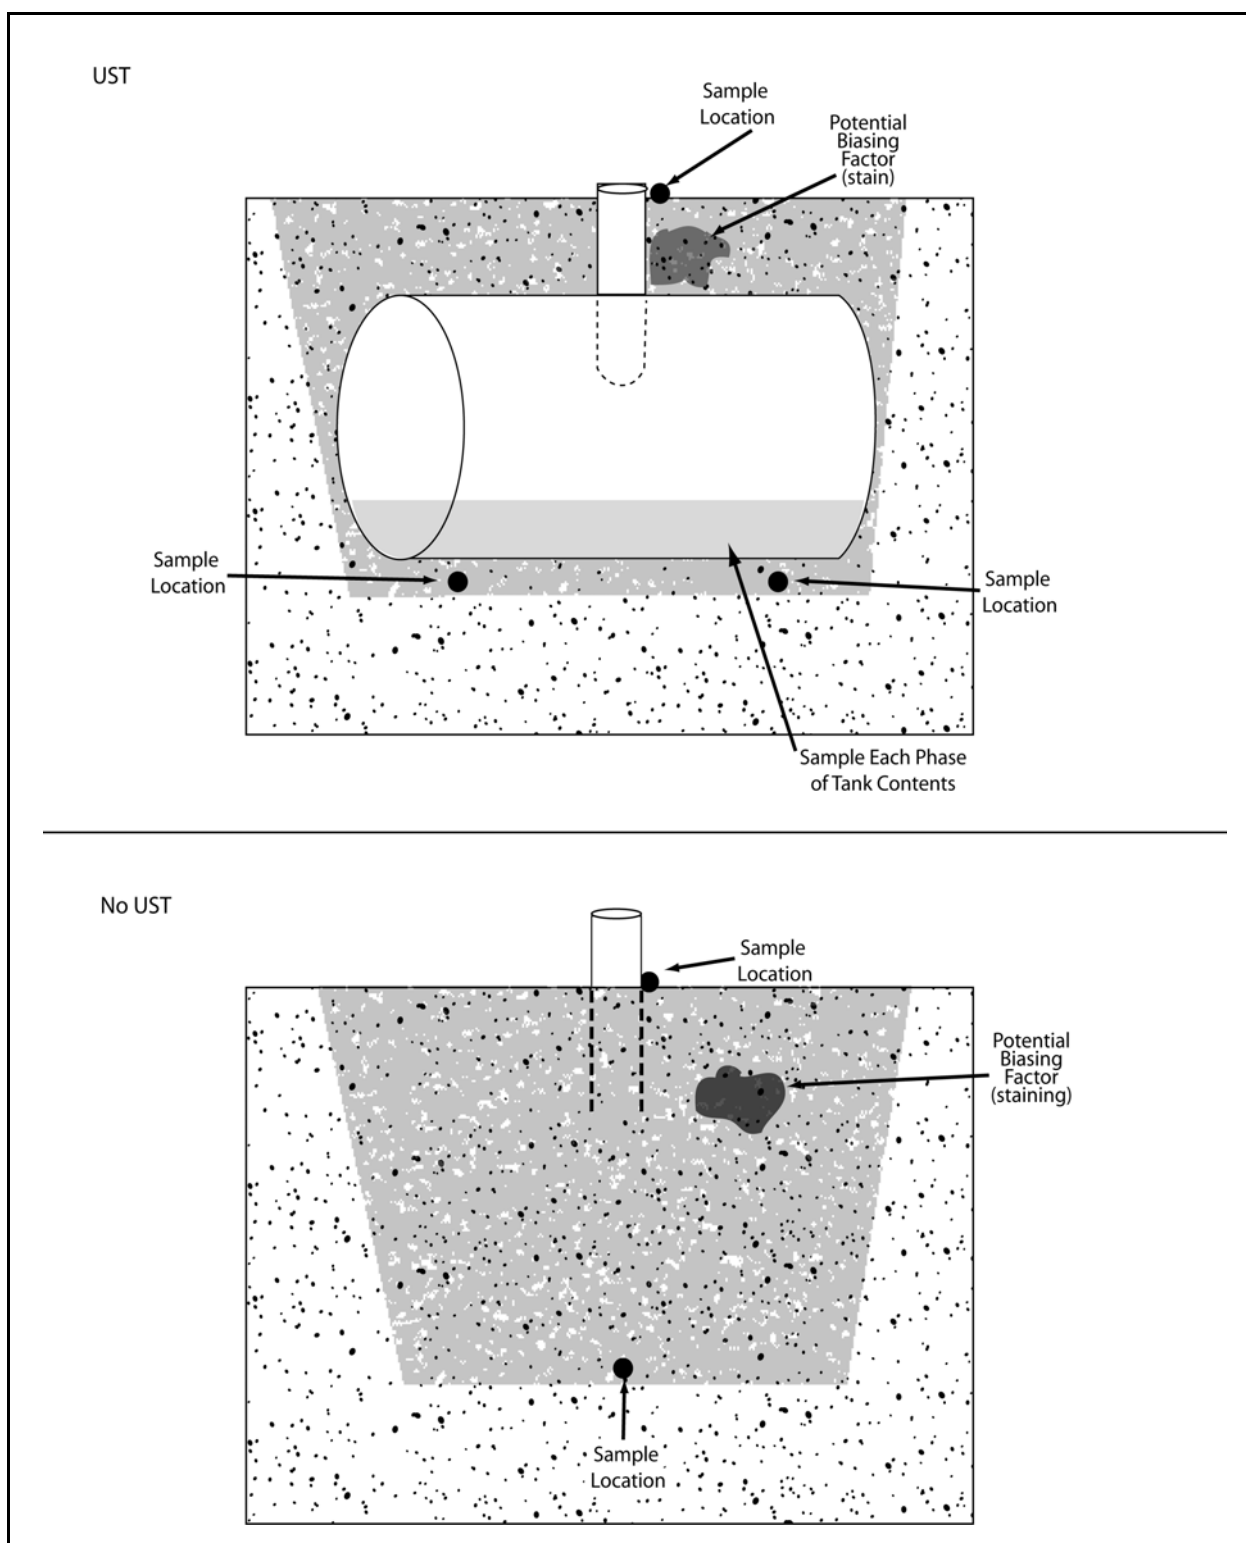 UST
Sample
Location
Potential
Biasing
Factor
(stain)
Sample
Location
Sample
Location
Sample Each Phase
of Tank Contents
No UST
Sample
Location
Potential
Biasing
Factor
(staining)
Sample
Location